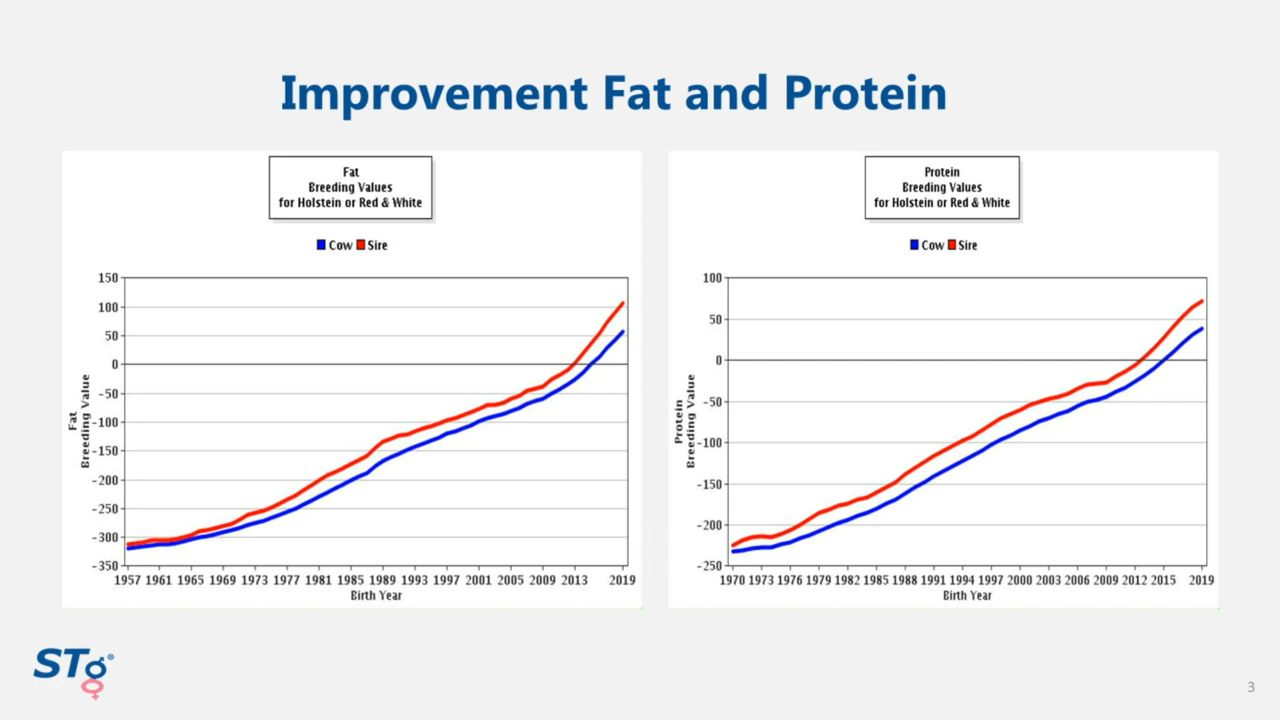 Improvement Fat and Protein
Fat
Breeding Values
for Holstein or Red & White
Cow Sire
150
100
50
0
-50
-100
-150
-200
-250
-300
-350
Fat
Breeding Value
1957 1961 1965 1969 1973 1977 1981 1985 1989 1993 1997 2001 2005 2009 2013 2019
Birth Year
Protein
Breeding Values
for Holstein or Red & White
Cow Sire
100
50
0
-50
-100
-150
-200
-250
Protein
Breeding Value
1970 1973 1976 1979 1982 1985 1988 1991 1994 1997 2000 2003 2006 2009 2012 2015 2019
Birth Year
STg®
3